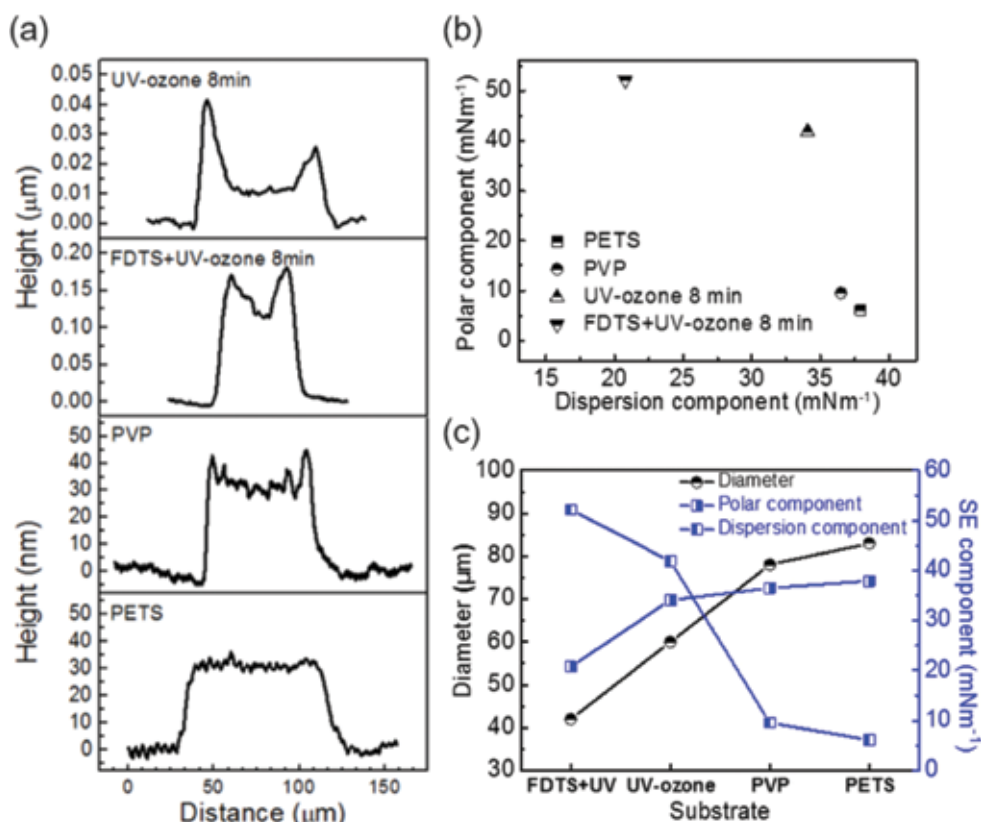 (a)
UV-ozone 8min
0.05
0.04
0.03
0.02
0.01
0.00
Height (μm)
FDTS+UV-ozone 8min
0.20
0.15
0.10
0.05
0.00
PVP
50
40
30
20
10
0
Height (nm)
PETS
50
40
30
20
10
0
0 50 100 150
Distance (μm)
(b)
Polar component (mNm⁻¹)
50
40
30
20
10
0
PETS
PVP
UV-ozone 8 min
FDTS+UV-ozone 8 min
15 20 25 30 35 40
Dispersion component (mNm⁻¹)
(c)
Diameter (μm)
100
90
80
70
60
50
40
30
Diameter
Polar component
Dispersion component
60
50
40
30
20
10
0
SE component (mNm⁻¹)
FDTS+UV UV-ozone PVP PETS
Substrate